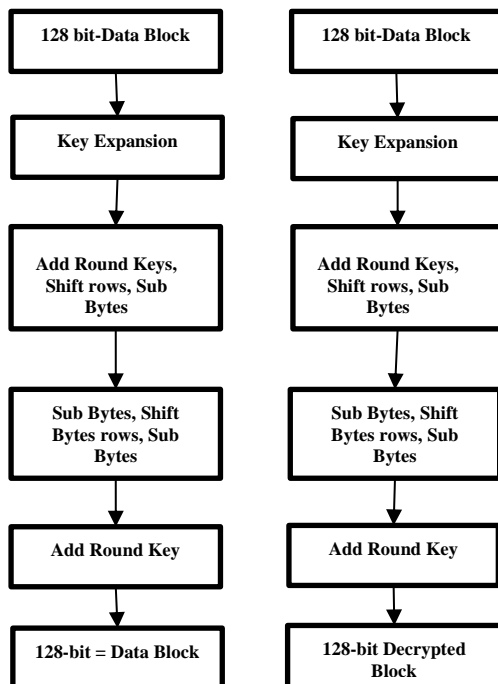 128 bit-Data Block
Key Expansion
Add Round Keys,
Shift rows, Sub
Bytes
Sub Bytes, Shift
Bytes rows, Sub
Bytes
Add Round Key
128-bit = Data Block
128 bit-Data Block
Key Expansion
Add Round Keys,
Shift rows, Sub
Bytes
Sub Bytes, Shift
Bytes rows, Sub
Bytes
Add Round Key
128-bit Decrypted
Block